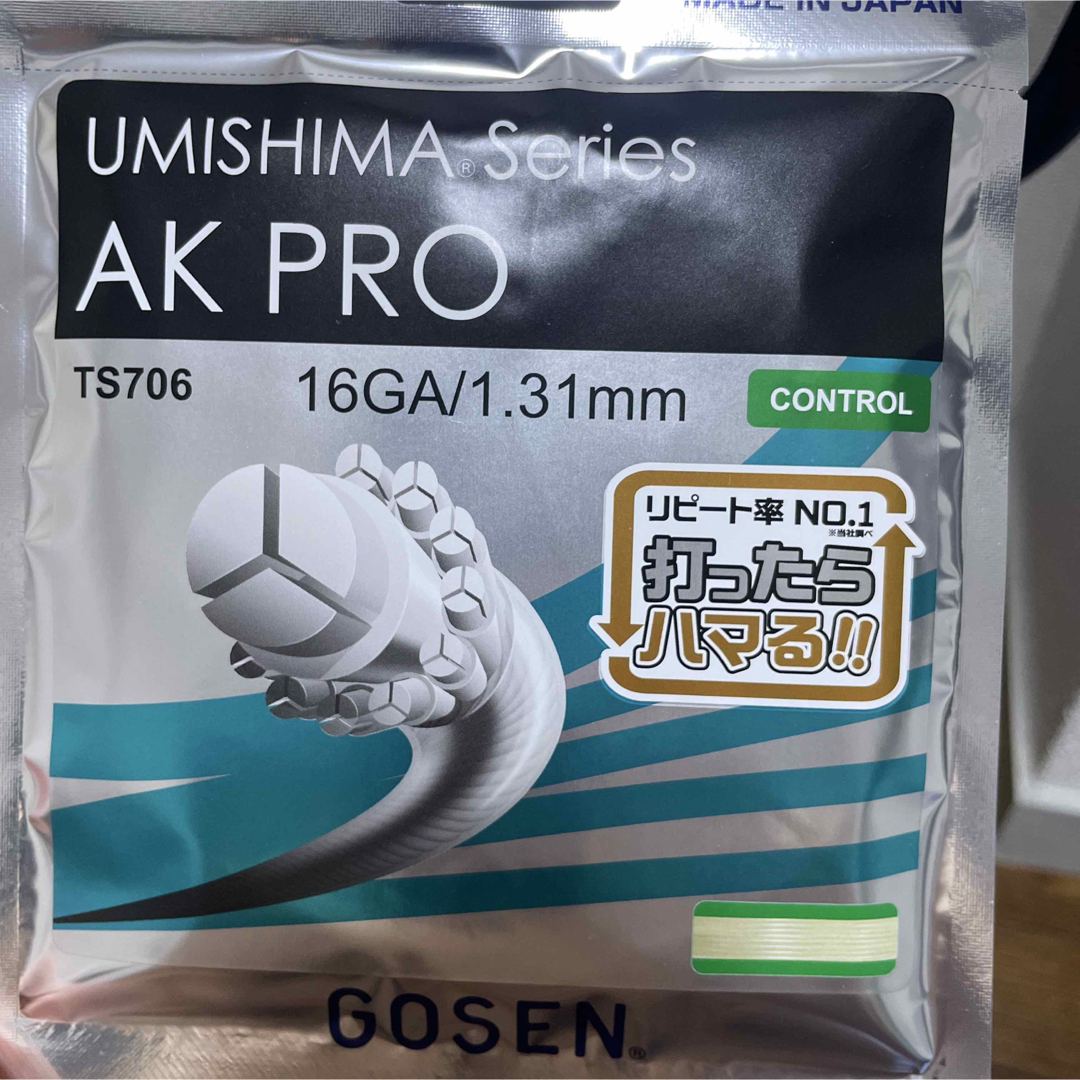 MADE IN JAPAN
UMISHIMA® Series
AK PRO
TS706
16GA/1.31mm
CONTROL
リピート率 NO.1
※当社調べ
打ったら
ハマる!!
GOSEN®